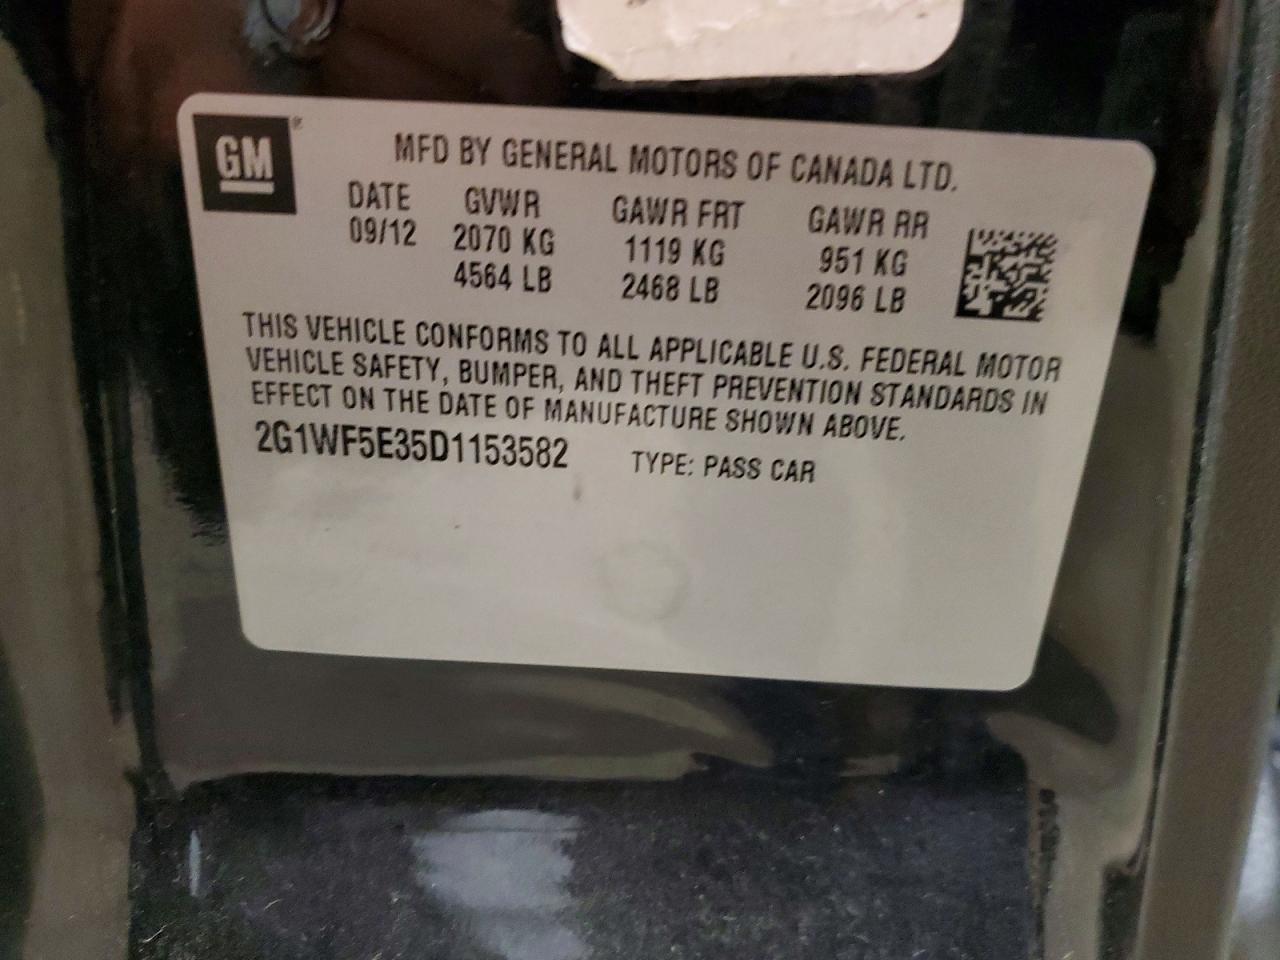 GM ®
MFD BY GENERAL MOTORS OF CANADA LTD.
DATE GVWR GAWR FRT GAWR RR
09/12 2070 KG 1119 KG 951 KG
4564 LB 2468 LB 2096 LB
THIS VEHICLE CONFORMS TO ALL APPLICABLE U.S. FEDERAL MOTOR
VEHICLE SAFETY, BUMPER, AND THEFT PREVENTION STANDARDS IN
EFFECT ON THE DATE OF MANUFACTURE SHOWN ABOVE.
2G1WF5E35D1153582 TYPE: PASS CAR